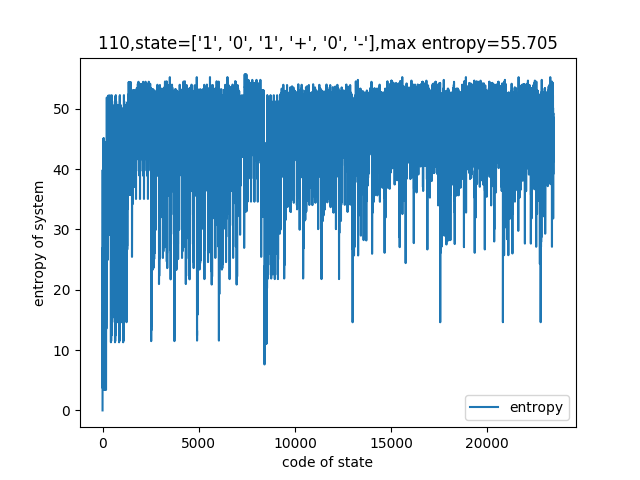 110,state=['1', '0', '1', '+', '0', '-'],max entropy=55.705
entropy of system
50
40
30
20
10
0
entropy
0 5000 10000 15000 20000
code of state